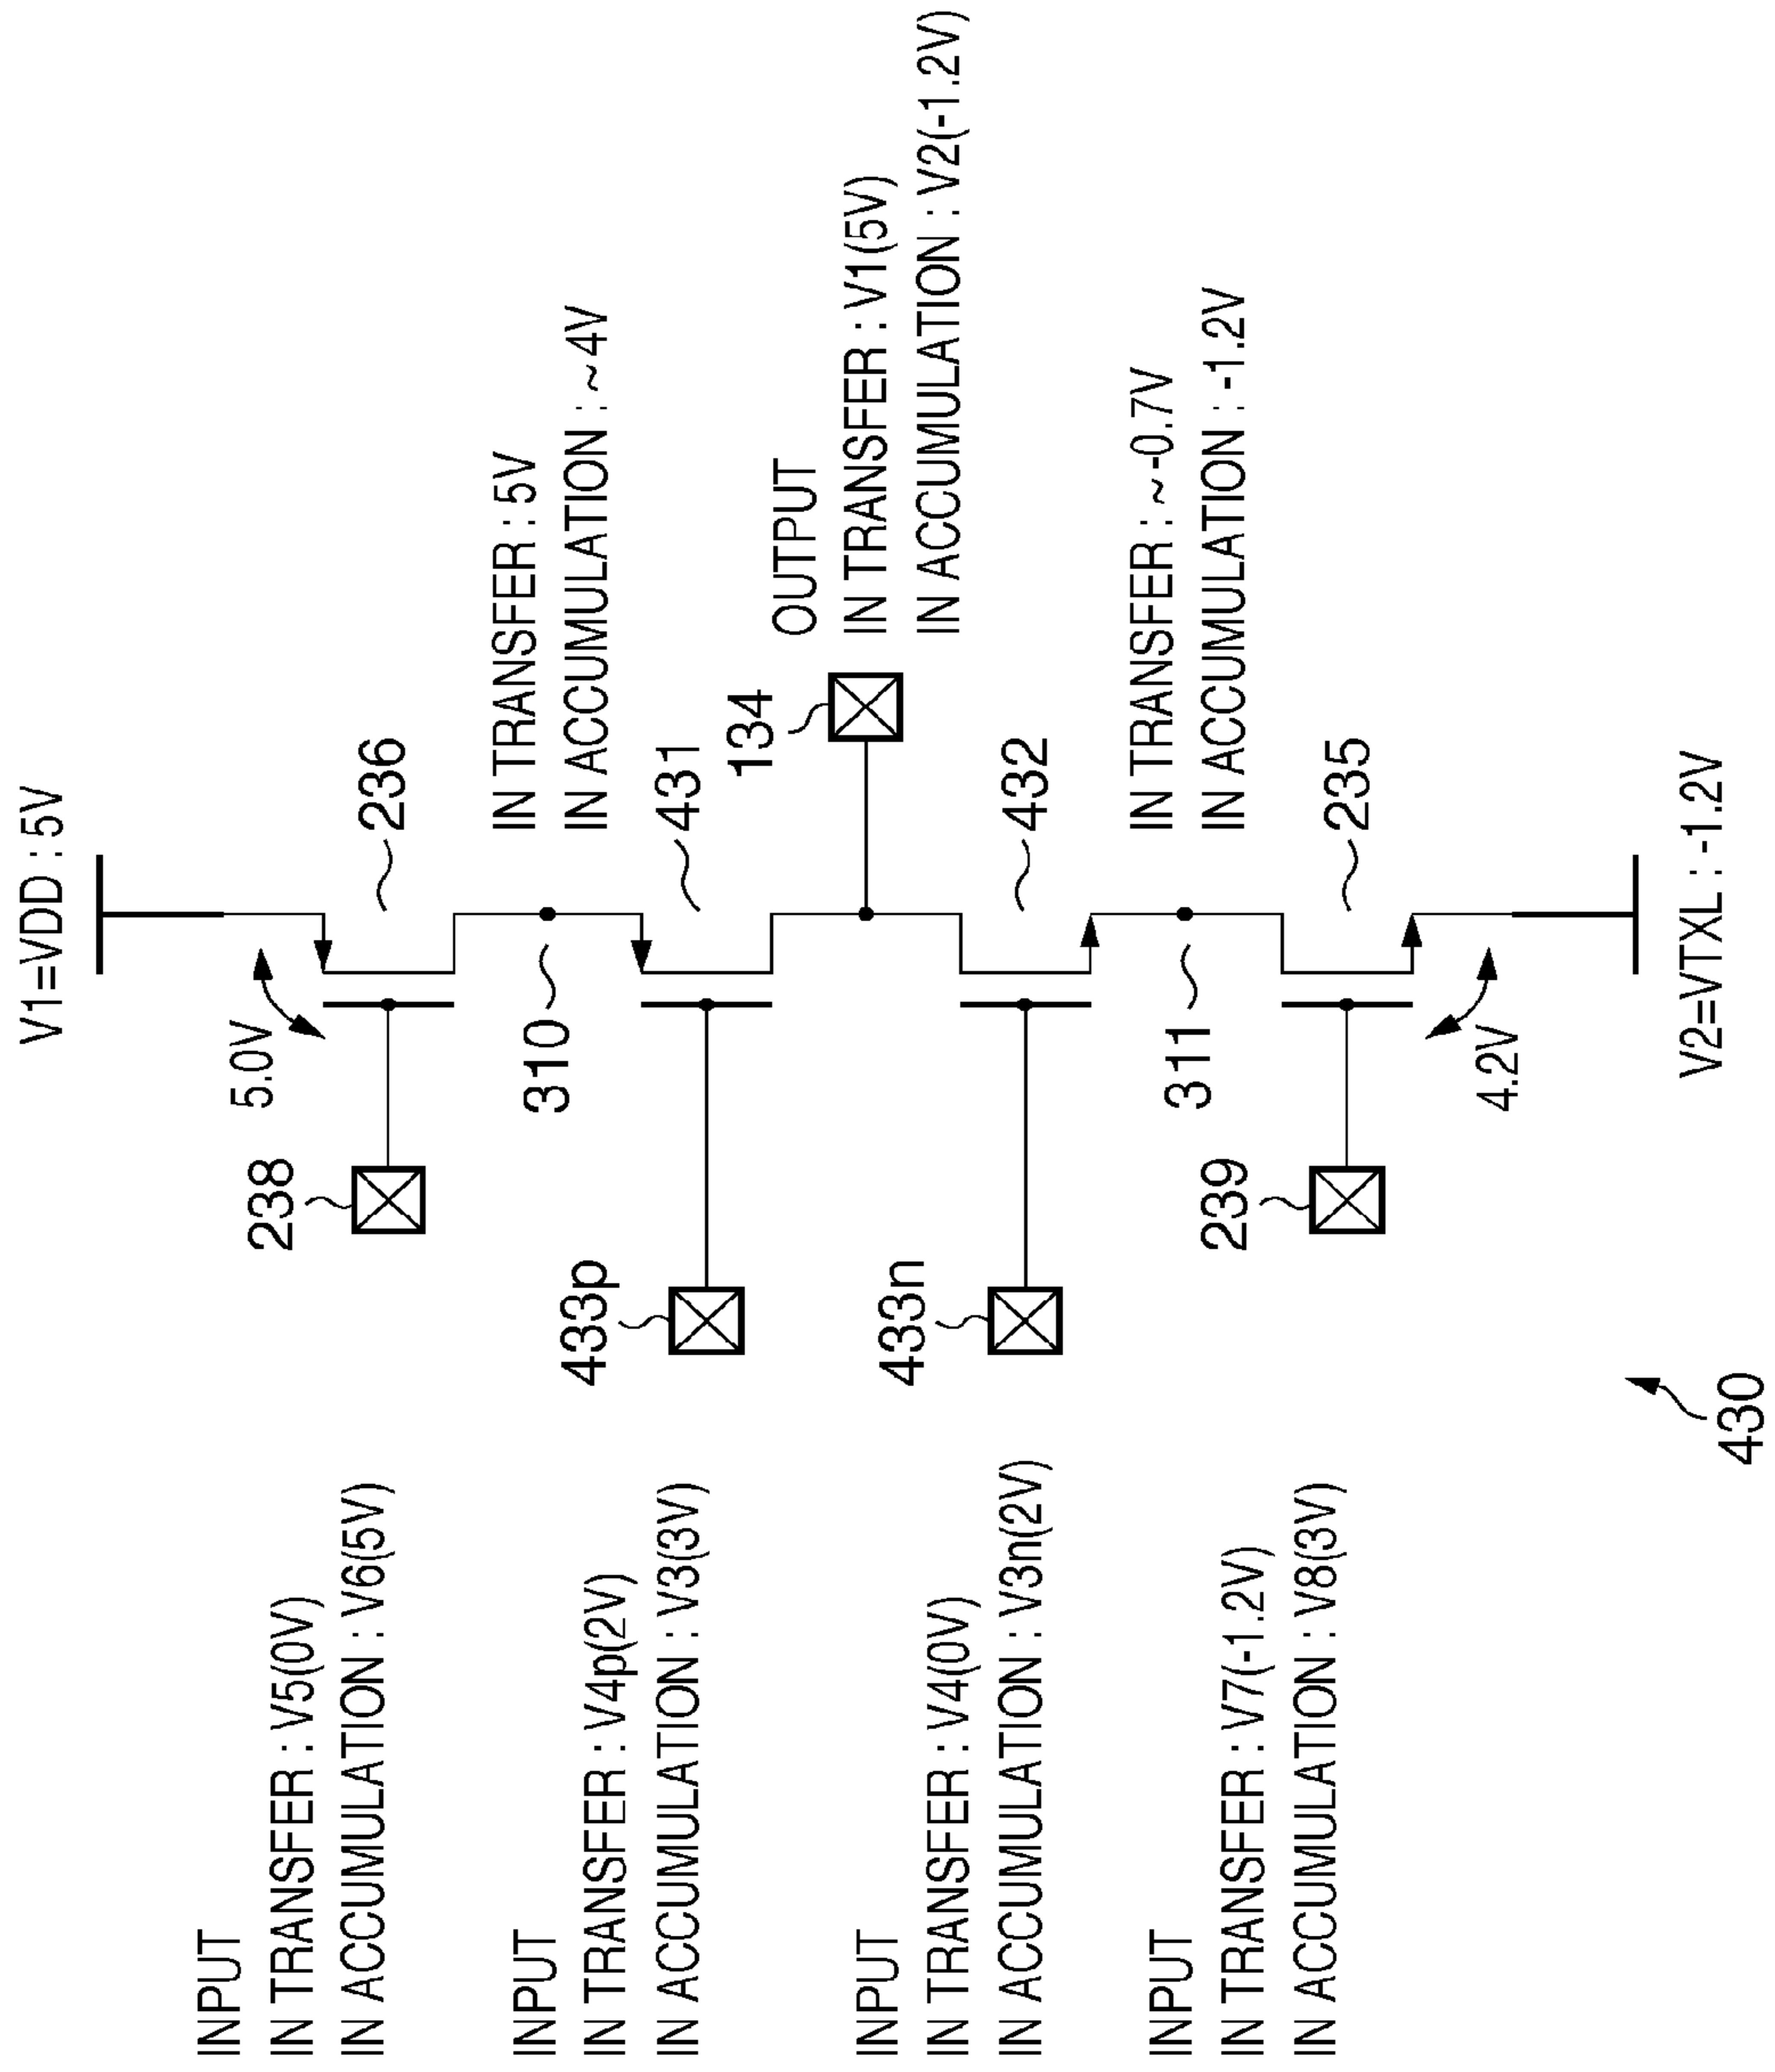 V1=VDD : 5V
5.0V
236
238
INPUT
IN TRANSFER : V5(0V)
IN ACCUMULATION : V6(5V)
310
IN TRANSFER : 5V
IN ACCUMULATION : ~4V
431
433p
INPUT
IN TRANSFER : V4p(2V)
IN ACCUMULATION : V3(3V)
134
OUTPUT
IN TRANSFER : V1(5V)
IN ACCUMULATION : V2(-1.2V)
432
433n
INPUT
IN TRANSFER : V4(0V)
IN ACCUMULATION : V3n(2V)
311
IN TRANSFER : ~-0.7V
IN ACCUMULATION : -1.2V
235
239
INPUT
IN TRANSFER : V7(-1.2V)
IN ACCUMULATION : V8(3V)
4.2V
V2=VTXL : -1.2V
430